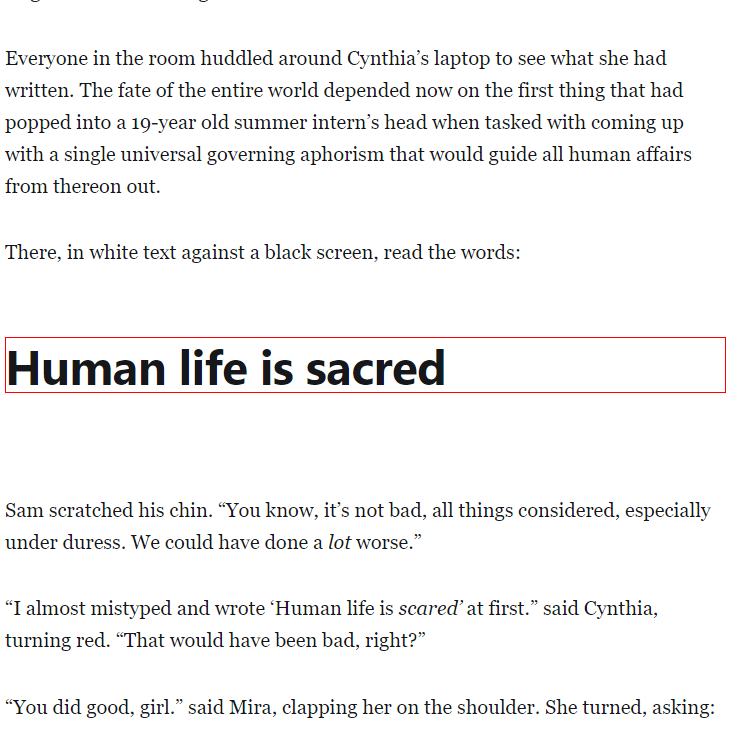 Everyone in the room huddled around Cynthia’s laptop to see what she had
written. The fate of the entire world depended now on the first thing that had
popped into a 19-year old summer intern’s head when tasked with coming up
with a single universal governing aphorism that would guide all human affairs
from thereon out.
There, in white text against a black screen, read the words:
Human life is sacred
Sam scratched his chin. “You know, it’s not bad, all things considered, especially
under duress. We could have done a lot worse.”
“I almost mistyped and wrote ‘Human life is scared’ at first.” said Cynthia,
turning red. “That would have been bad, right?”
“You did good, girl.” said Mira, clapping her on the shoulder. She turned, asking: